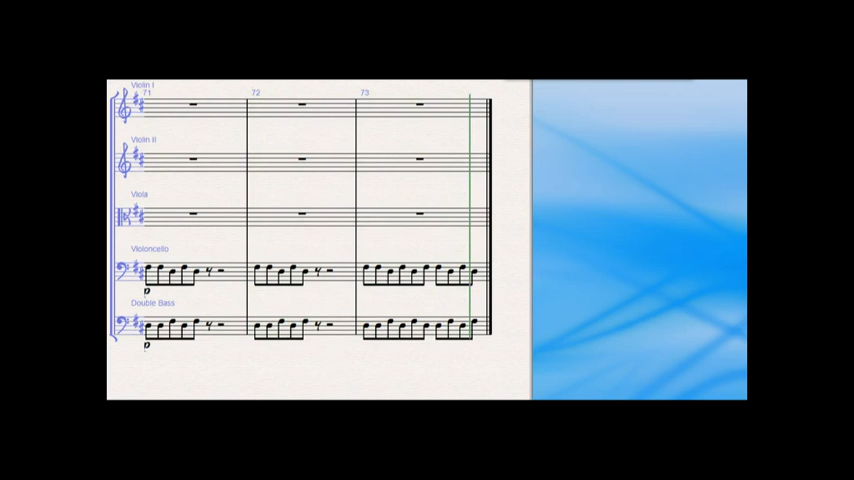 Violin I
71 72 73
Violin II
Viola
Violoncello
p
Double Bass
p